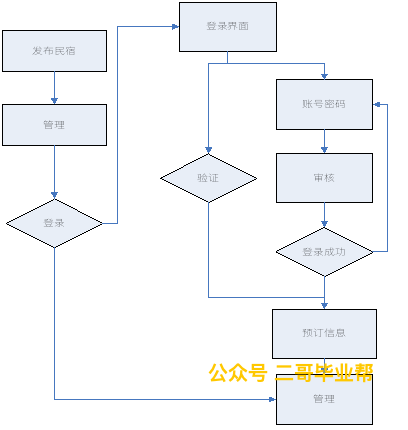 登录界面
发布民宿
账号密码
管理
验证
审核
登录
登录成功
预订信息
公众号 二哥毕业帮
管理